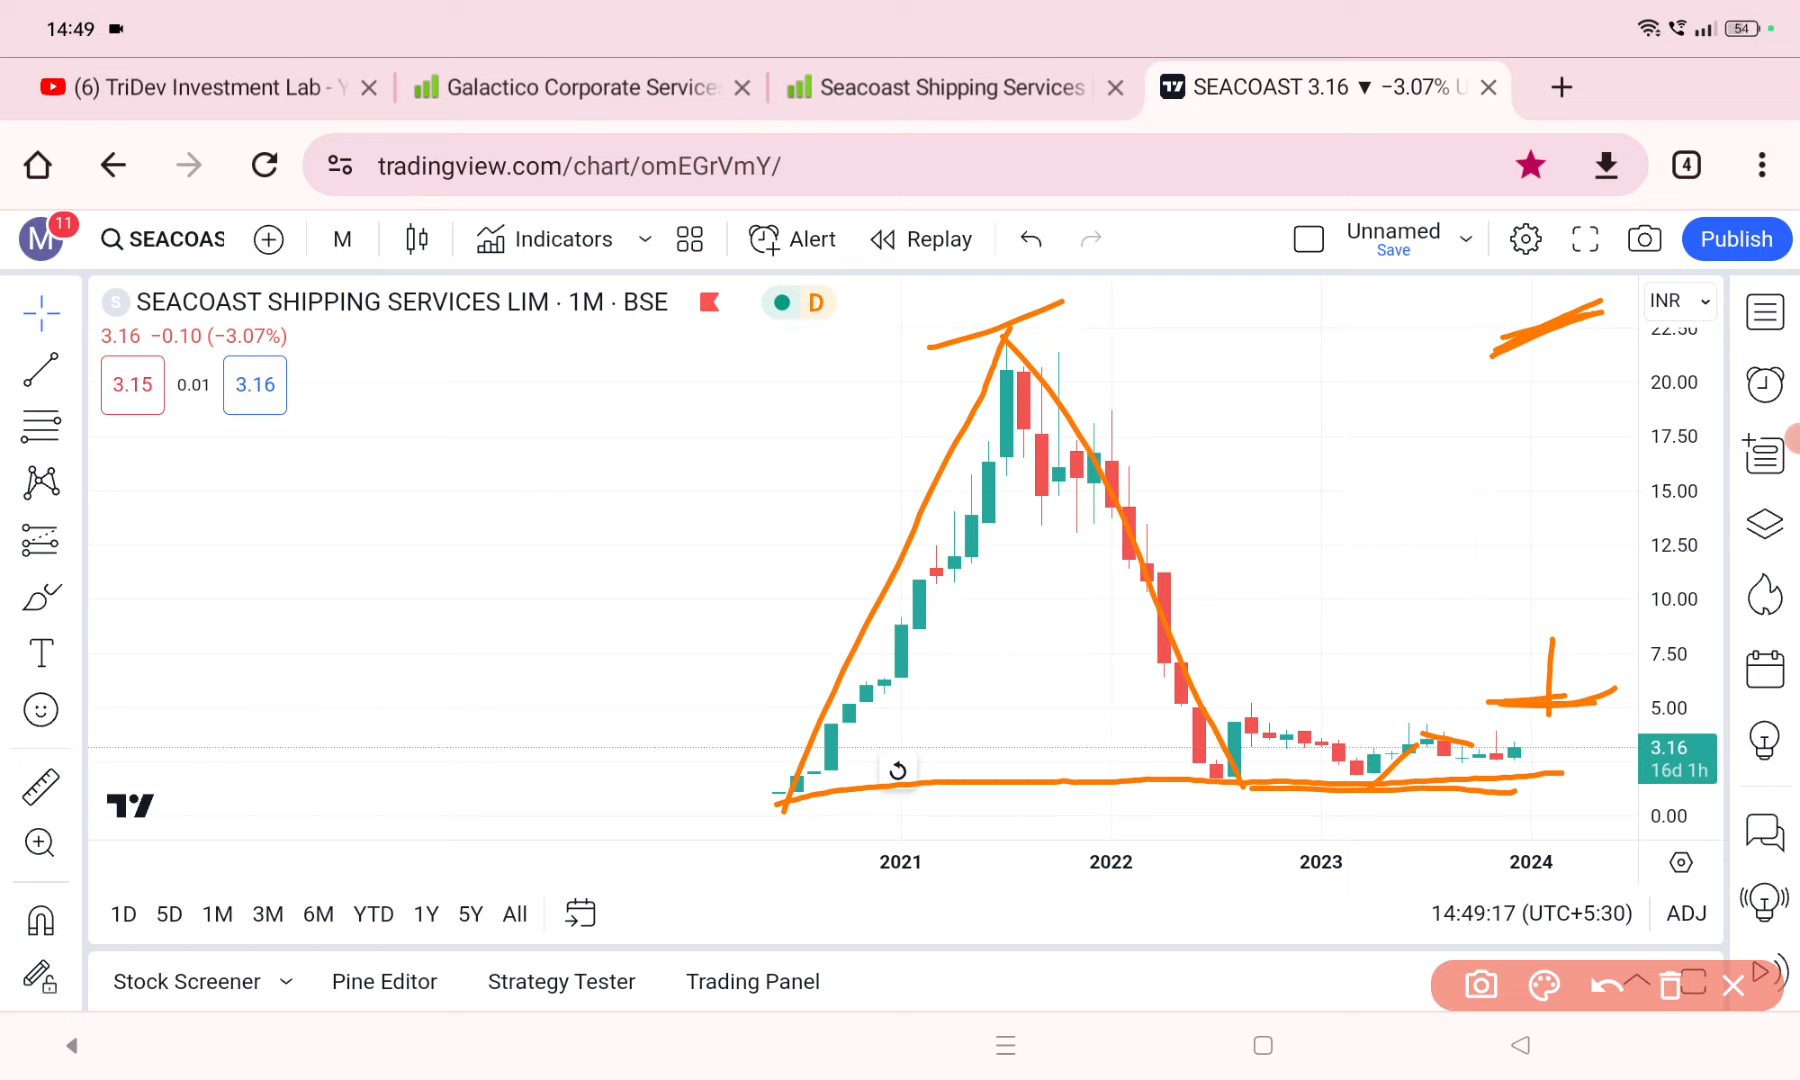 14:49
54
(6) TriDev Investment Lab - Y
Galactico Corporate Services
Seacoast Shipping Services
SEACOAST 3.16 ▼ −3.07% U
tradingview.com/chart/omEGrVmY/
4
M
11
SEACOAS
M
Indicators
Alert
Replay
Unnamed
Save
Publish
S
SEACOAST SHIPPING SERVICES LIM · 1M · BSE
D
3.16 −0.10 (−3.07%)
3.15
0.01
3.16
INR
22.50
20.00
17.50
15.00
12.50
10.00
7.50
5.00
3.16
16d 1h
0.00
2021
2022
2023
2024
1D
5D
1M
3M
6M
YTD
1Y
5Y
All
14:49:17 (UTC+5:30)
ADJ
Stock Screener
Pine Editor
Strategy Tester
Trading Panel